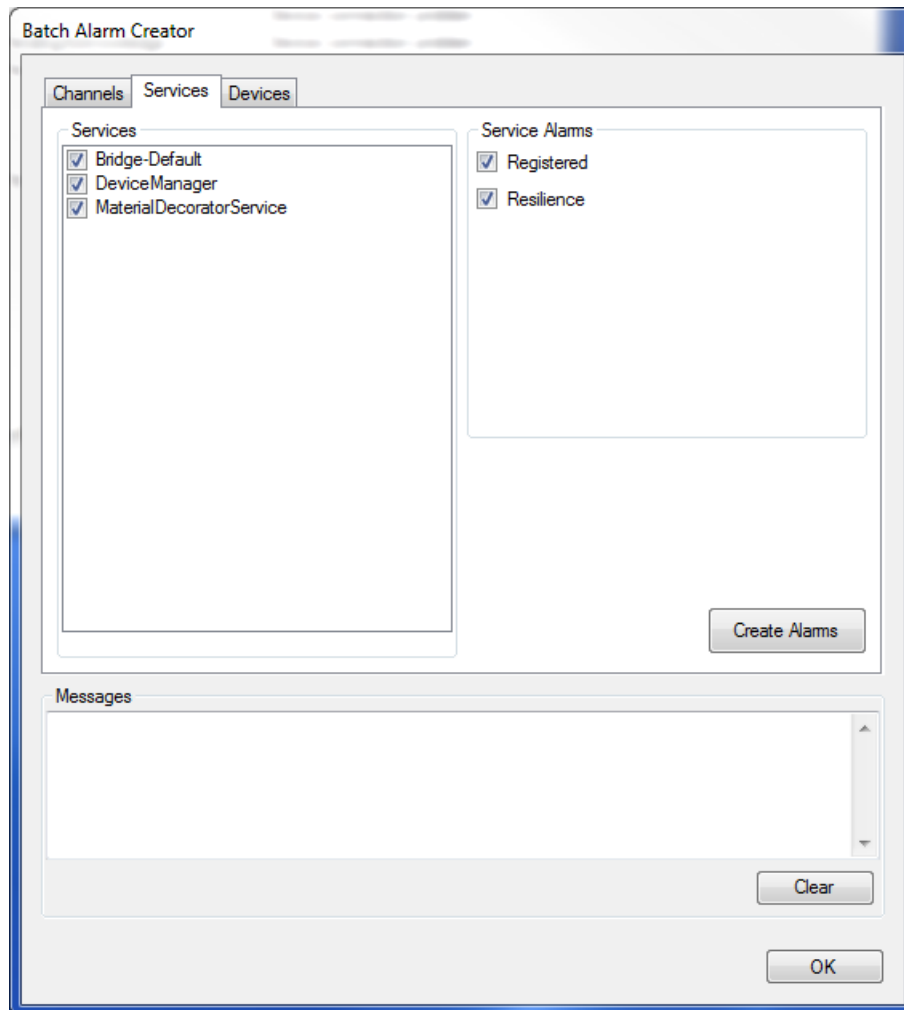 Batch Alarm Creator
Channels Services Devices
Services
Bridge-Default
DeviceManager
MaterialDecoratorService
Service Alarms
Registered
Resilience
Create Alarms
Messages
Clear
OK